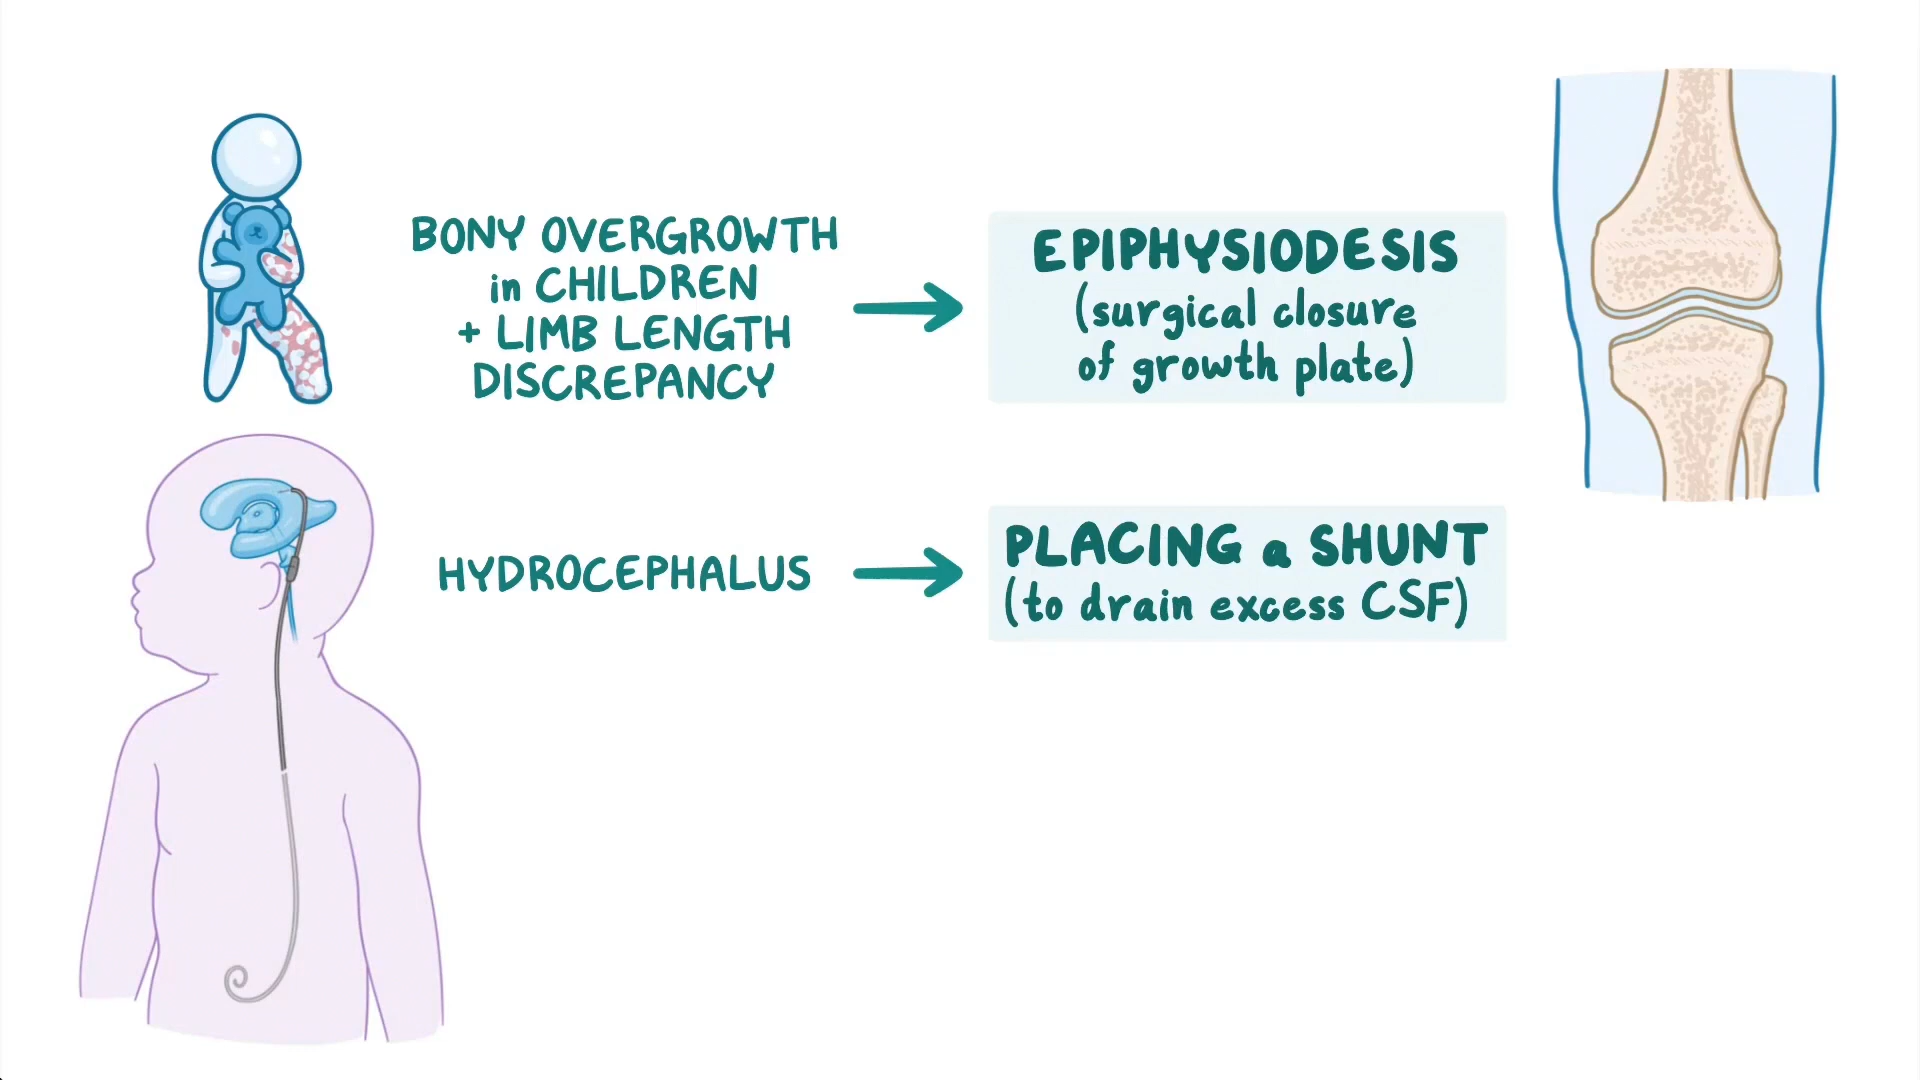 BONY OVERGROWTH
in CHILDREN
+ LIMB LENGTH
DISCREPANCY
EPIPHYSIODESIS
(surgical closure
of growth plate)
HYDROCEPHALUS
PLACING a SHUNT
(to drain excess CSF)